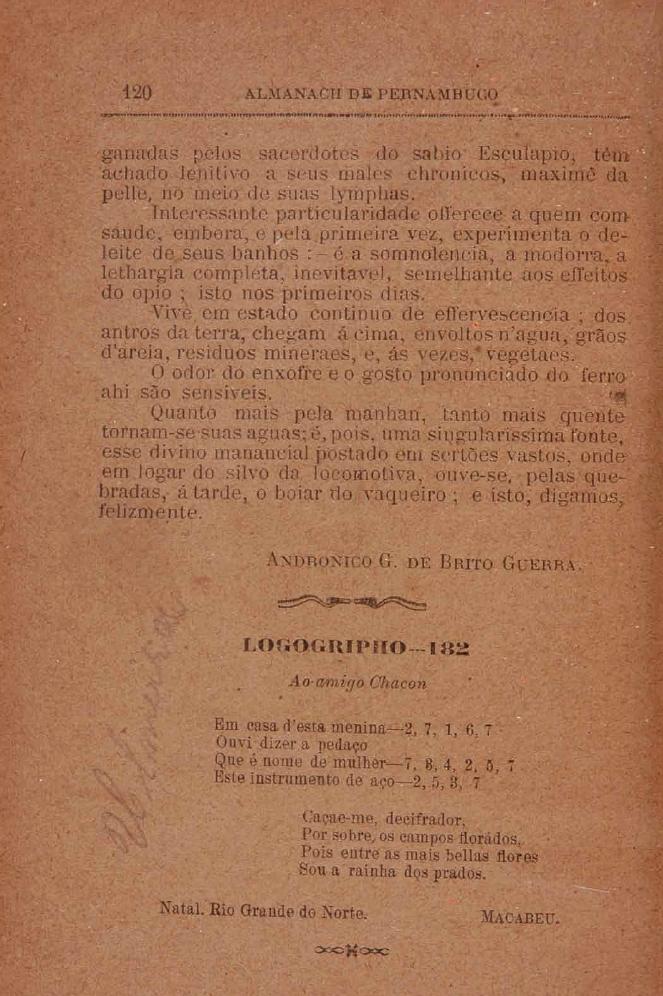 120 ALMANACH DE PERNAMBUCO
ganadas pelos sacerdotes do sabio Esculapio, têm
achado lenitivo a seus males chronicos, maximé da
pelle, no meio de suas lymphas.
Interessante particularidade offerece a quem com
saude, embora, e pela primeira vez, experimenta o de-
leite de seus banhos : – é a somnolencia, a modorra, a
lethargia completa, inevitavel, semelhante aos effeitos
do opio ; isto nos primeiros dias.
Vive em estado continuo de effervescencia ; dos
antros da terra, chegam á cima, envoltos n'agua, grãos
d'areia, residuos mineraes, e, ás vezes, vegetaes.
O odor do enxofre e o gosto pronunciado do ferro
ahi são sensiveis.
Quanto mais pela manhan, tanto mais quente
tornam-se suas aguas; é, pois, uma singularissima fonte,
esse divino manancial postado em sertões vastos, onde
em logar do silvo da locomotiva, ouve-se, pelas que-
bradas, á tarde, o boiar do vaqueiro ; e isto, digamos,
felizmente.
ANDRONICO G. DE BRITO GUERRA.
LOGOGRIPHO—182
Ao amigo Chacon
Em casa d'esta menina—2, 7, 1, 6, 7
Ouvi dizer a pedaço
Que é nome de mulher—7, 8, 4, 2, 5, 7
Este instrumento de aço—2, 5, 3, 7
Caçae-me, decifrador,
Por sobre os campos florádos,
Pois entre as mais bellas flores
Sou a rainha dos prados.
Natal. Rio Grande do Norte. MACABEU.